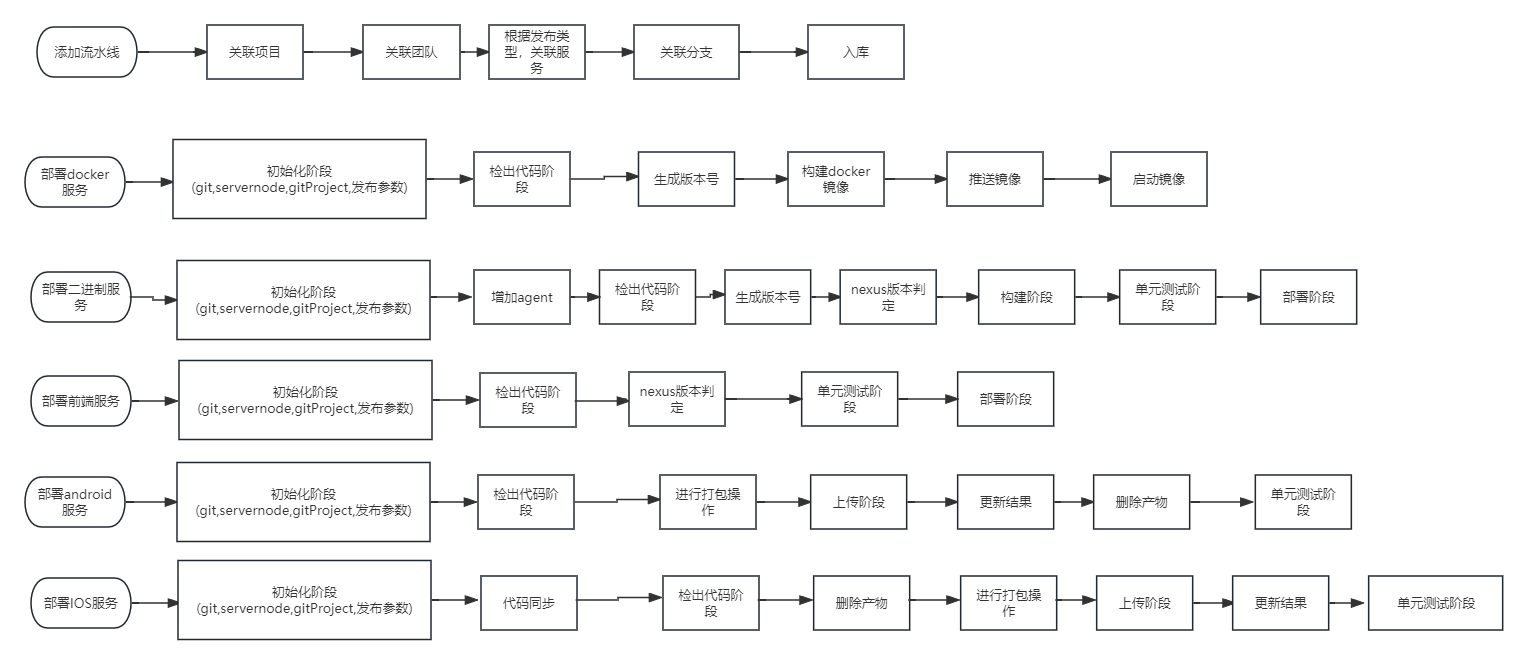 添加流水线
关联项目
关联团队
根据发布类
型，关联服
务
关联分支
入库
部署docker
服务
初始化阶段
(git,servernode,gitProject,发布参数)
检出代码阶
段
生成版本号
构建docker
镜像
推送镜像
启动镜像
部署二进制服
务
初始化阶段
(git,servernode,gitProject,发布参数)
增加agent
检出代码阶
段
生成版本号
nexus版本判
定
构建阶段
单元测试阶
段
部署阶段
部署前端服务
初始化阶段
(git,servernode,gitProject,发布参数)
检出代码阶
段
nexus版本判
定
单元测试阶
段
部署阶段
部署android
服务
初始化阶段
(git,servernode,gitProject,发布参数)
检出代码阶
段
进行打包操
作
上传阶段
更新结果
删除产物
单元测试阶
段
部署IOS服务
初始化阶段
(git,servernode,gitProject,发布参数)
代码同步
检出代码阶
段
删除产物
进行打包操
作
上传阶段
更新结果
单元测试阶段